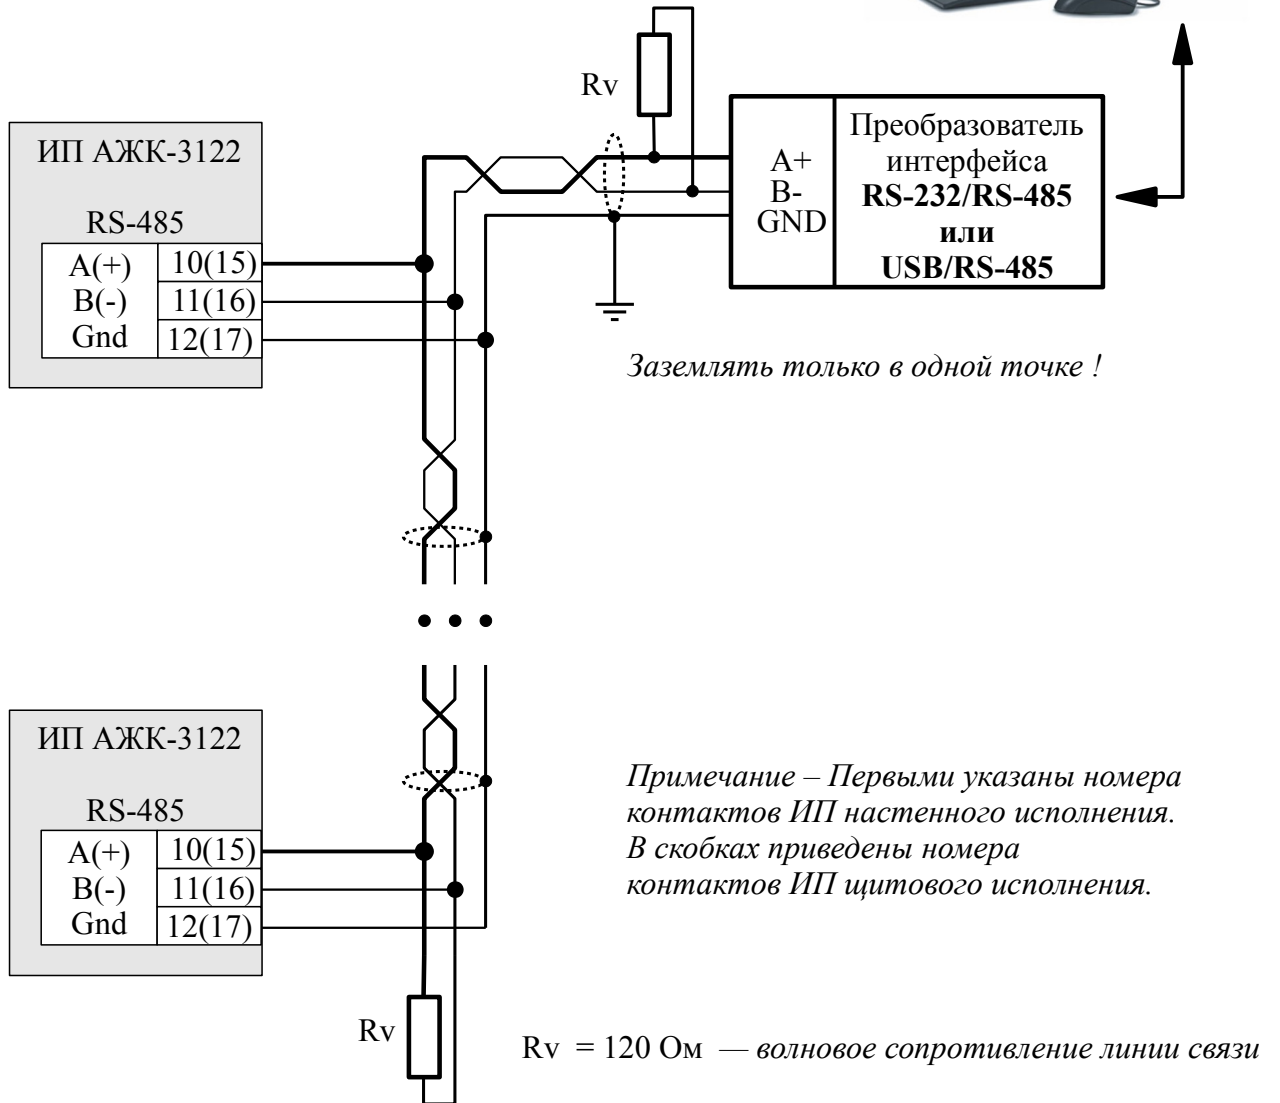 Rv
Преобразователь
интерфейса
RS-232/RS-485
или
USB/RS-485
A+
B-
GND
ИП АЖК-3122
RS-485
A(+) 10(15)
B(-) 11(16)
Gnd 12(17)
Заземлять только в одной точке !
ИП АЖК-3122
RS-485
A(+) 10(15)
B(-) 11(16)
Gnd 12(17)
Примечание – Первыми указаны номера
контактов ИП настенного исполнения.
В скобках приведены номера
контактов ИП щитового исполнения.
Rv
Rv = 120 Ом — волновое сопротивление линии связи